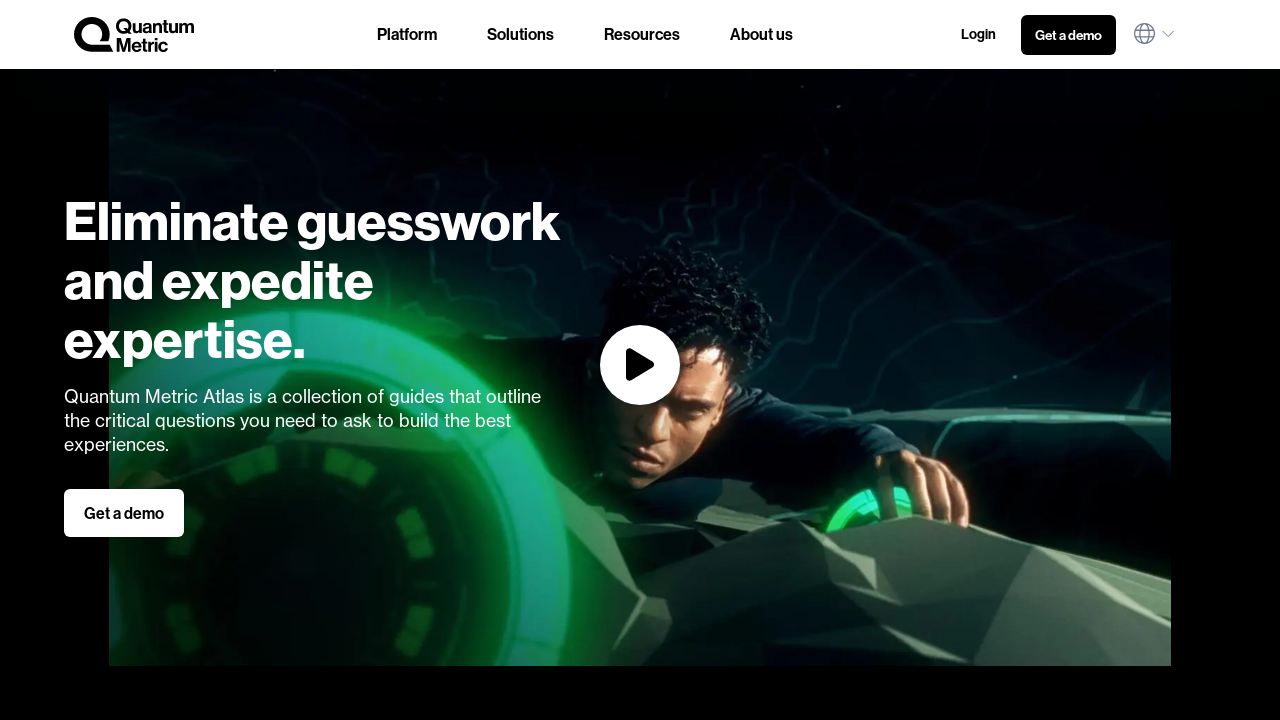 Quantum
Metric
Platform
Solutions
Resources
About us
Login
Get a demo
Eliminate guesswork
and expedite
expertise.
Quantum Metric Atlas is a collection of guides that outline
the critical questions you need to ask to build the best
experiences.
Get a demo